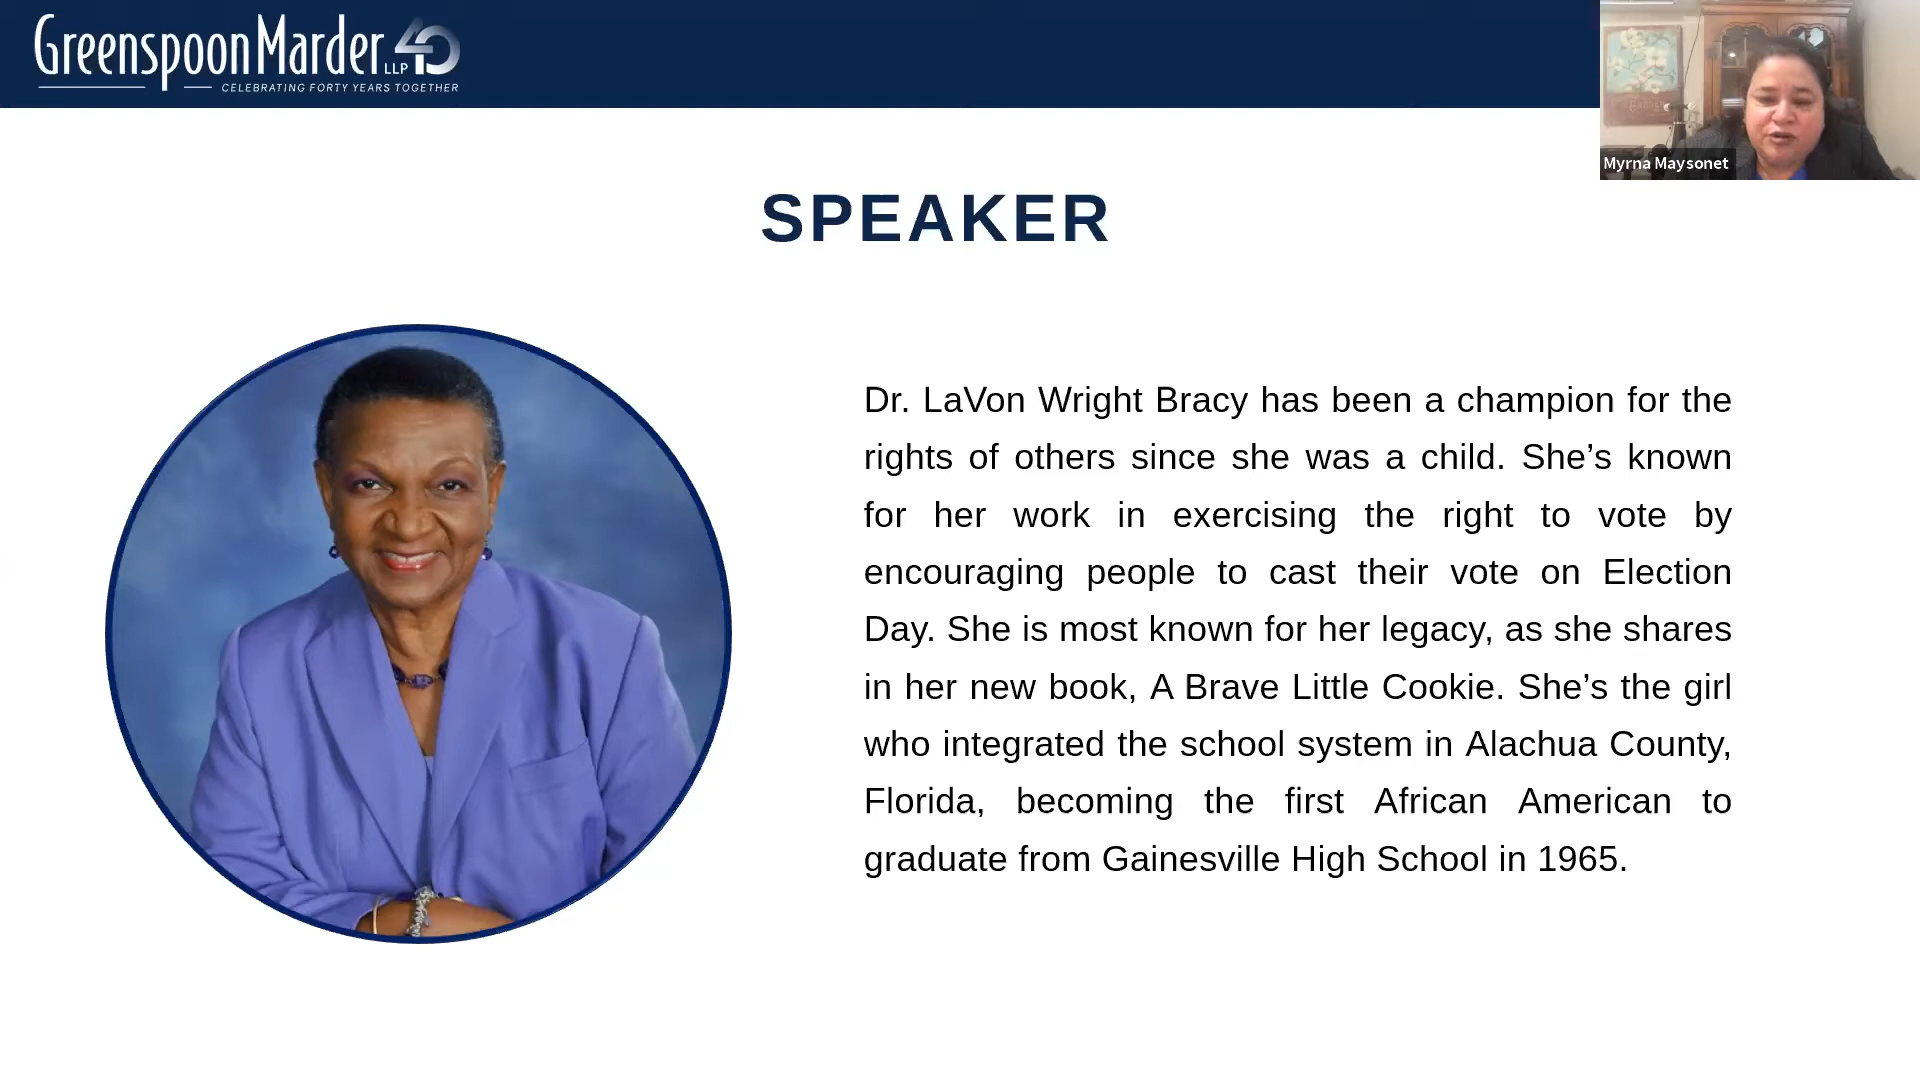 Greenspoon Marder LLP 40
CELEBRATING FORTY YEARS TOGETHER
Myrna Maysonet
SPEAKER
Dr. LaVon Wright Bracy has been a champion for the
rights of others since she was a child. She’s known
for her work in exercising the right to vote by
encouraging people to cast their vote on Election
Day. She is most known for her legacy, as she shares
in her new book, A Brave Little Cookie. She’s the girl
who integrated the school system in Alachua County,
Florida, becoming the first African American to
graduate from Gainesville High School in 1965.